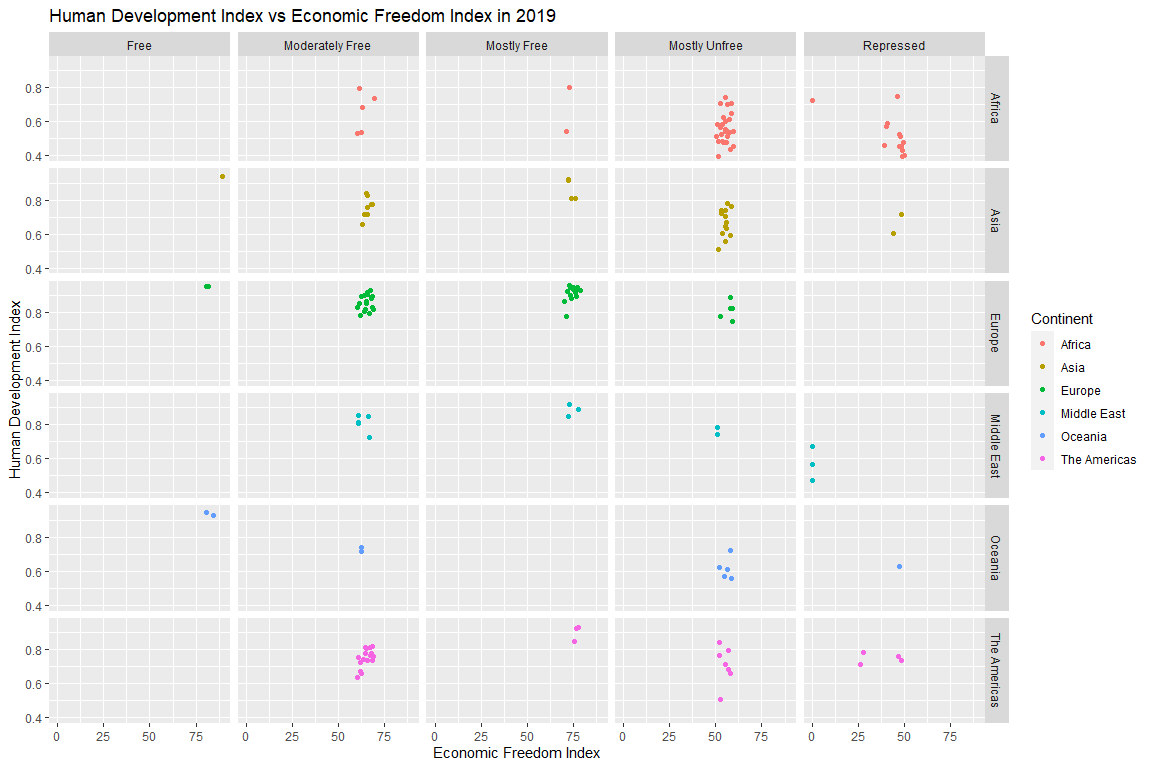 Human Development Index vs Economic Freedom Index in 2019
Free Moderately Free Mostly Free Mostly Unfree Repressed
Human Development Index
0.8
0.6
0.4
Africa
0.8
0.6
0.4
Asia
0.8
0.6
0.4
Europe
0.8
0.6
0.4
Middle East
0.8
0.6
0.4
Oceania
0.8
0.6
0.4
The Americas
0 25 50 75 0 25 50 75 0 25 50 75 0 25 50 75 0 25 50 75
Economic Freedom Index
Continent
Africa
Asia
Europe
Middle East
Oceania
The Americas